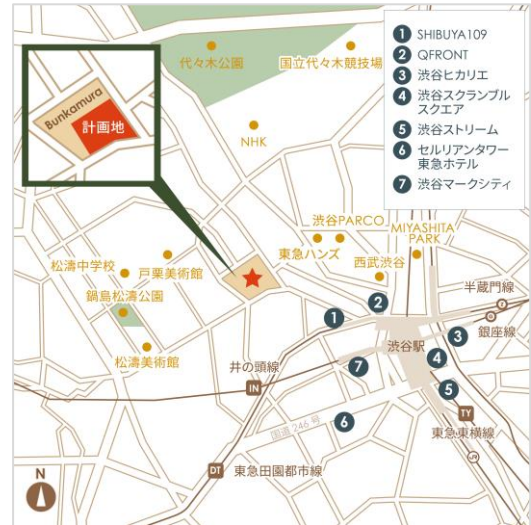 代々木公園
国立代々木競技場
NHK
Bunkamura
計画地
1 SHIBUYA109
2 QFRONT
3 渋谷ヒカリエ
4 渋谷スクランブル
スクエア
5 渋谷ストリーム
6 セルリアンタワー
東急ホテル
7 渋谷マークシティ
渋谷PARCO
MIYASHITA
PARK
東急ハンズ
西武渋谷
松濤中学校
戸栗美術館
鍋島松濤公園
松濤美術館
半蔵門線
銀座線
渋谷駅
井の頭線
IN
国道246号
TY
東急東横線
DT
東急田園都市線
N
1
2
3
4
5
6
7